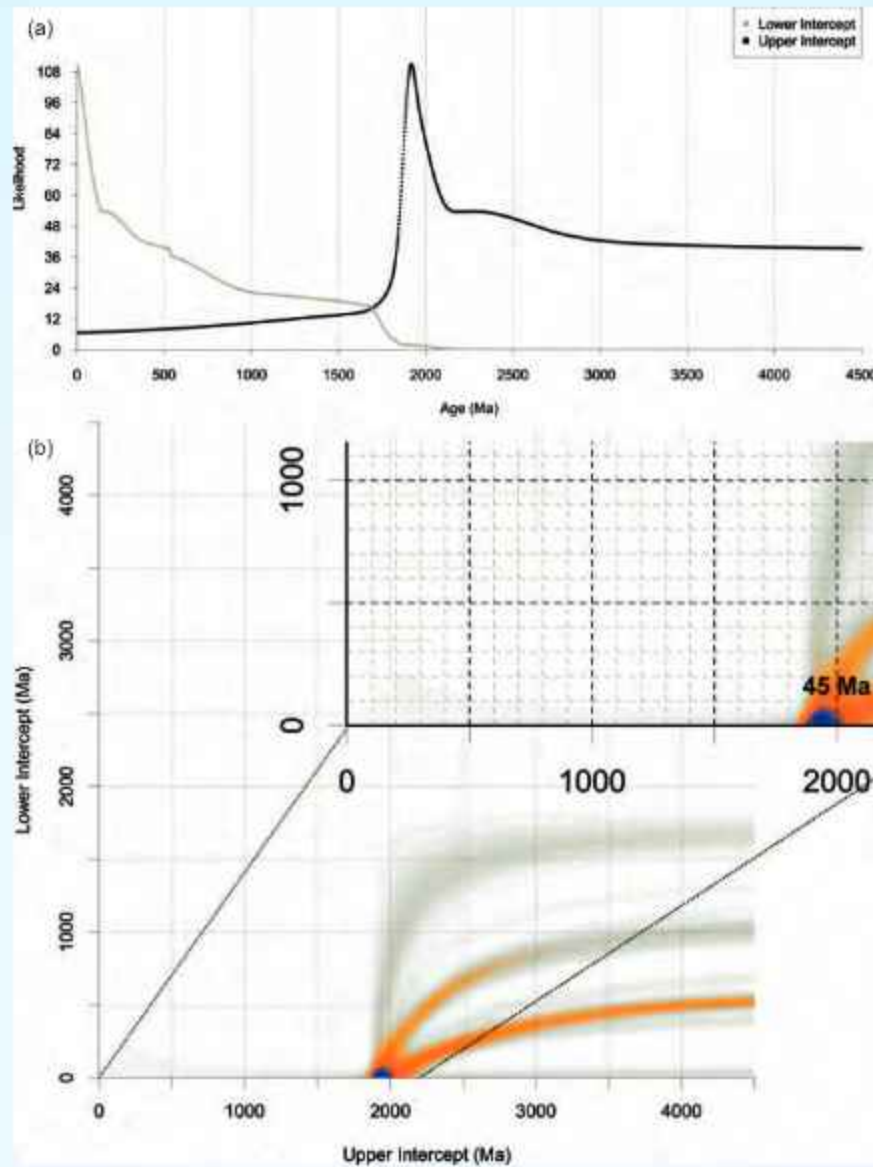 (a)
Lower Intercept
Upper Intercept
108
96
84
72
60
48
36
24
12
0
Likelihood
0 500 1000 1500 2000 2500 3000 3500 4000 4500
Age (Ma)
(b)
4000
3000
2000
1000
0
Lower Intercept (Ma)
1000
0
45 Ma
0 1000 2000
0 1000 2000 3000 4000
Upper Intercept (Ma)